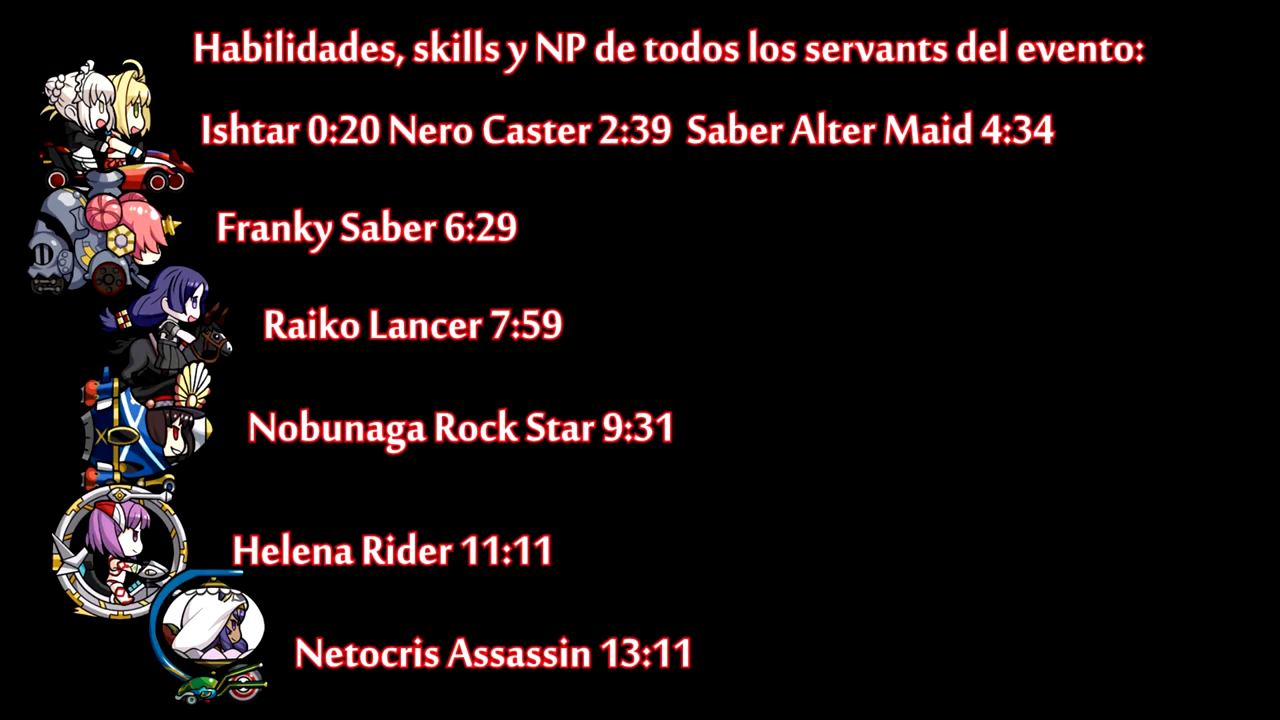 Habilidades, skills y NP de todos los servants del evento:
Ishtar 0:20 Nero Caster 2:39 Saber Alter Maid 4:34
Franky Saber 6:29
Raiko Lancer 7:59
Nobunaga Rock Star 9:31
Helena Rider 11:11
Netocris Assassin 13:11